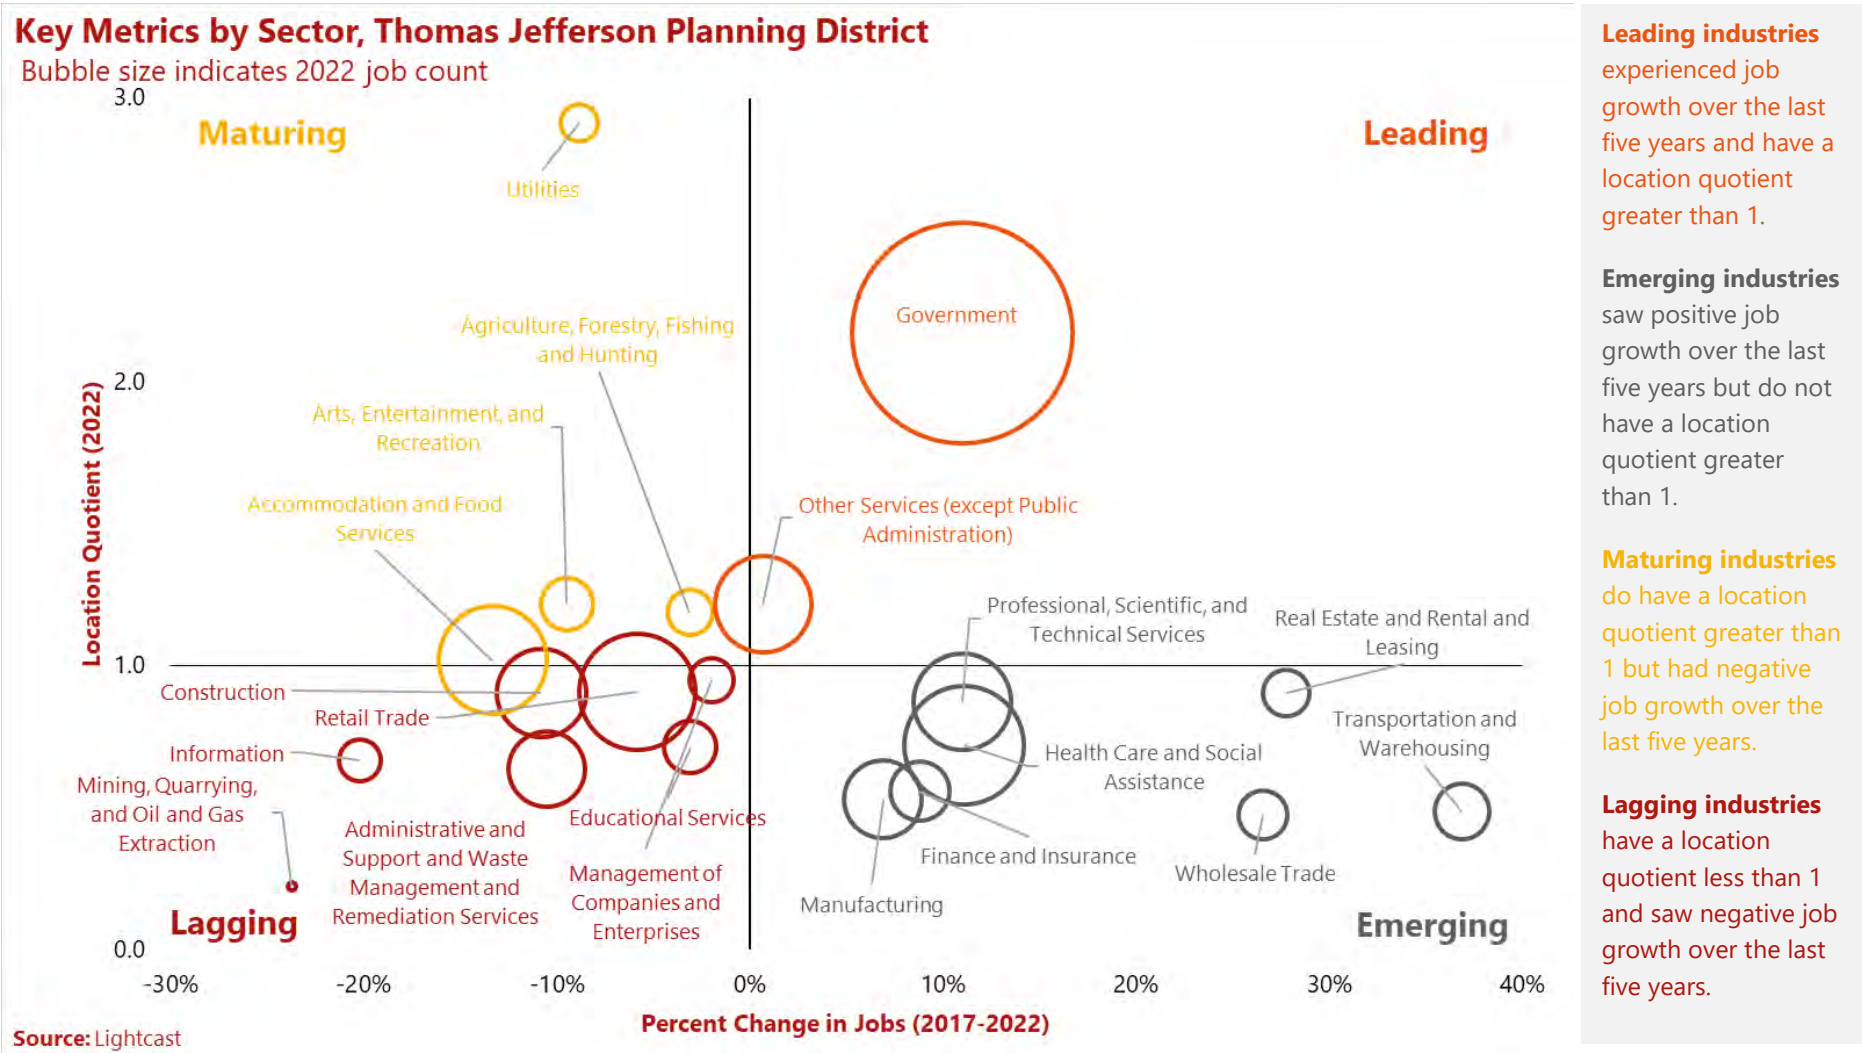 Key Metrics by Sector, Thomas Jefferson Planning District
Bubble size indicates 2022 job count
3.0
Maturing
Leading
Utilities
Government
Agriculture, Forestry, Fishing
and Hunting
2.0
Arts, Entertainment, and
Recreation
Accommodation and Food
Services
Other Services (except Public
Administration)
Location Quotient (2022)
Professional, Scientific, and
Technical Services
Real Estate and Rental and
Leasing
1.0
Construction
Retail Trade
Transportation and
Warehousing
Information
Health Care and Social
Assistance
Mining, Quarrying,
and Oil and Gas
Extraction
Administrative and
Support and Waste
Management and
Remediation Services
Educational Services
Management of
Companies and
Enterprises
Finance and Insurance
Wholesale Trade
Manufacturing
Lagging
Emerging
0.0
-30%
-20%
-10%
0%
10%
20%
30%
40%
Percent Change in Jobs (2017-2022)
Source: Lightcast
Leading industries
experienced job
growth over the last
five years and have a
location quotient
greater than 1.
Emerging industries
saw positive job
growth over the last
five years but do not
have a location
quotient greater
than 1.
Maturing industries
do have a location
quotient greater than
1 but had negative
job growth over the
last five years.
Lagging industries
have a location
quotient less than 1
and saw negative job
growth over the last
five years.